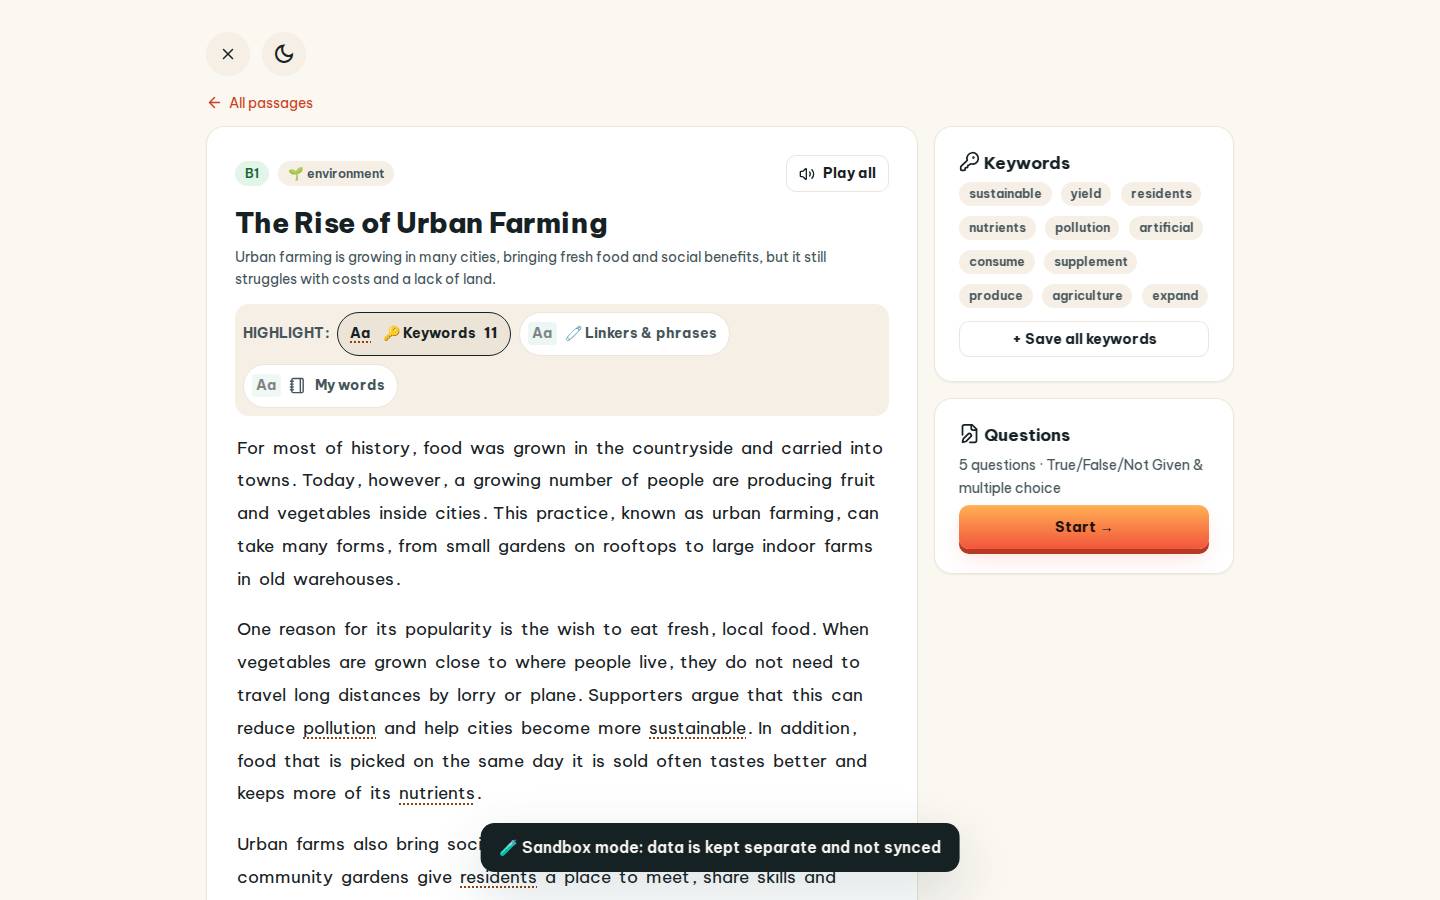 All passages
B1
environment
Play all
The Rise of Urban Farming
Urban farming is growing in many cities, bringing fresh food and social benefits, but it still
struggles with costs and a lack of land.
HIGHLIGHT:
Aa
Keywords 11
Aa
Linkers & phrases
Aa
My words
For most of history, food was grown in the countryside and carried into
towns. Today, however, a growing number of people are producing fruit
and vegetables inside cities. This practice, known as urban farming, can
take many forms, from small gardens on rooftops to large indoor farms
in old warehouses.
One reason for its popularity is the wish to eat fresh, local food. When
vegetables are grown close to where people live, they do not need to
travel long distances by lorry or plane. Supporters argue that this can
reduce pollution and help cities become more sustainable. In addition,
food that is picked on the same day it is sold often tastes better and
keeps more of its nutrients.
Urban farms also bring
community gardens give residents a place to meet, share skills and
Sandbox mode: data is kept separate and not synced
Keywords
sustainable yield residents
nutrients pollution artificial
consume supplement
produce agriculture expand
+ Save all keywords
Questions
5 questions · True/False/Not Given &
multiple choice
Start →